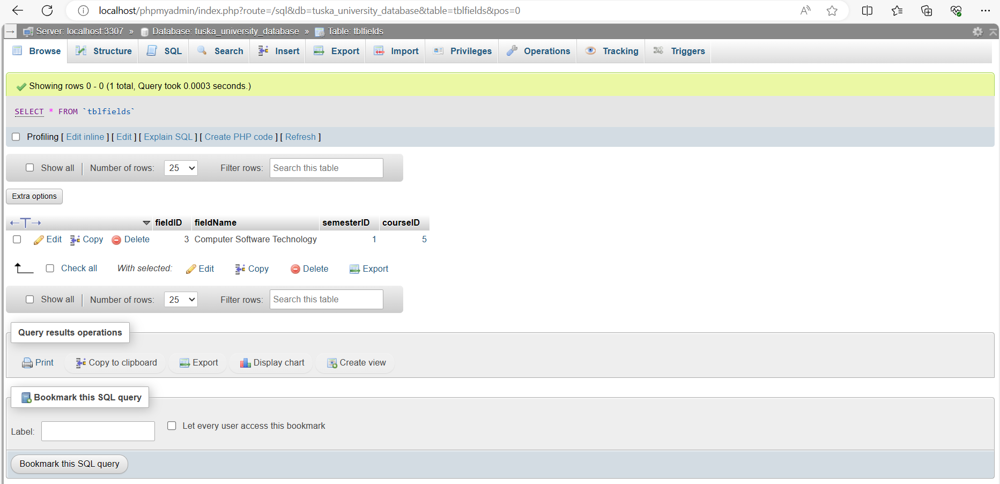 localhost/phpmyadmin/index.php?route=/sql&db=tuska_university_database&table=tblfields&pos=0
Server: localhost:3307 » Database: tuska_university_database » Table: tblfields
Browse Structure SQL Search Insert Export Import Privileges Operations Tracking Triggers
Showing rows 0 - 0 (1 total, Query took 0.0003 seconds.)
SELECT * FROM `tblfields`
Profiling [ Edit inline ] [ Edit ] [ Explain SQL ] [ Create PHP code ] [ Refresh ]
Show all Number of rows: 25 Filter rows: Search this table
Extra options
fieldID fieldName semesterID courseID
Edit Copy Delete 3 Computer Software Technology 1 5
Check all With selected: Edit Copy Delete Export
Show all Number of rows: 25 Filter rows: Search this table
Query results operations
Print Copy to clipboard Export Display chart Create view
Bookmark this SQL query
Label: Let every user access this bookmark
Bookmark this SQL query